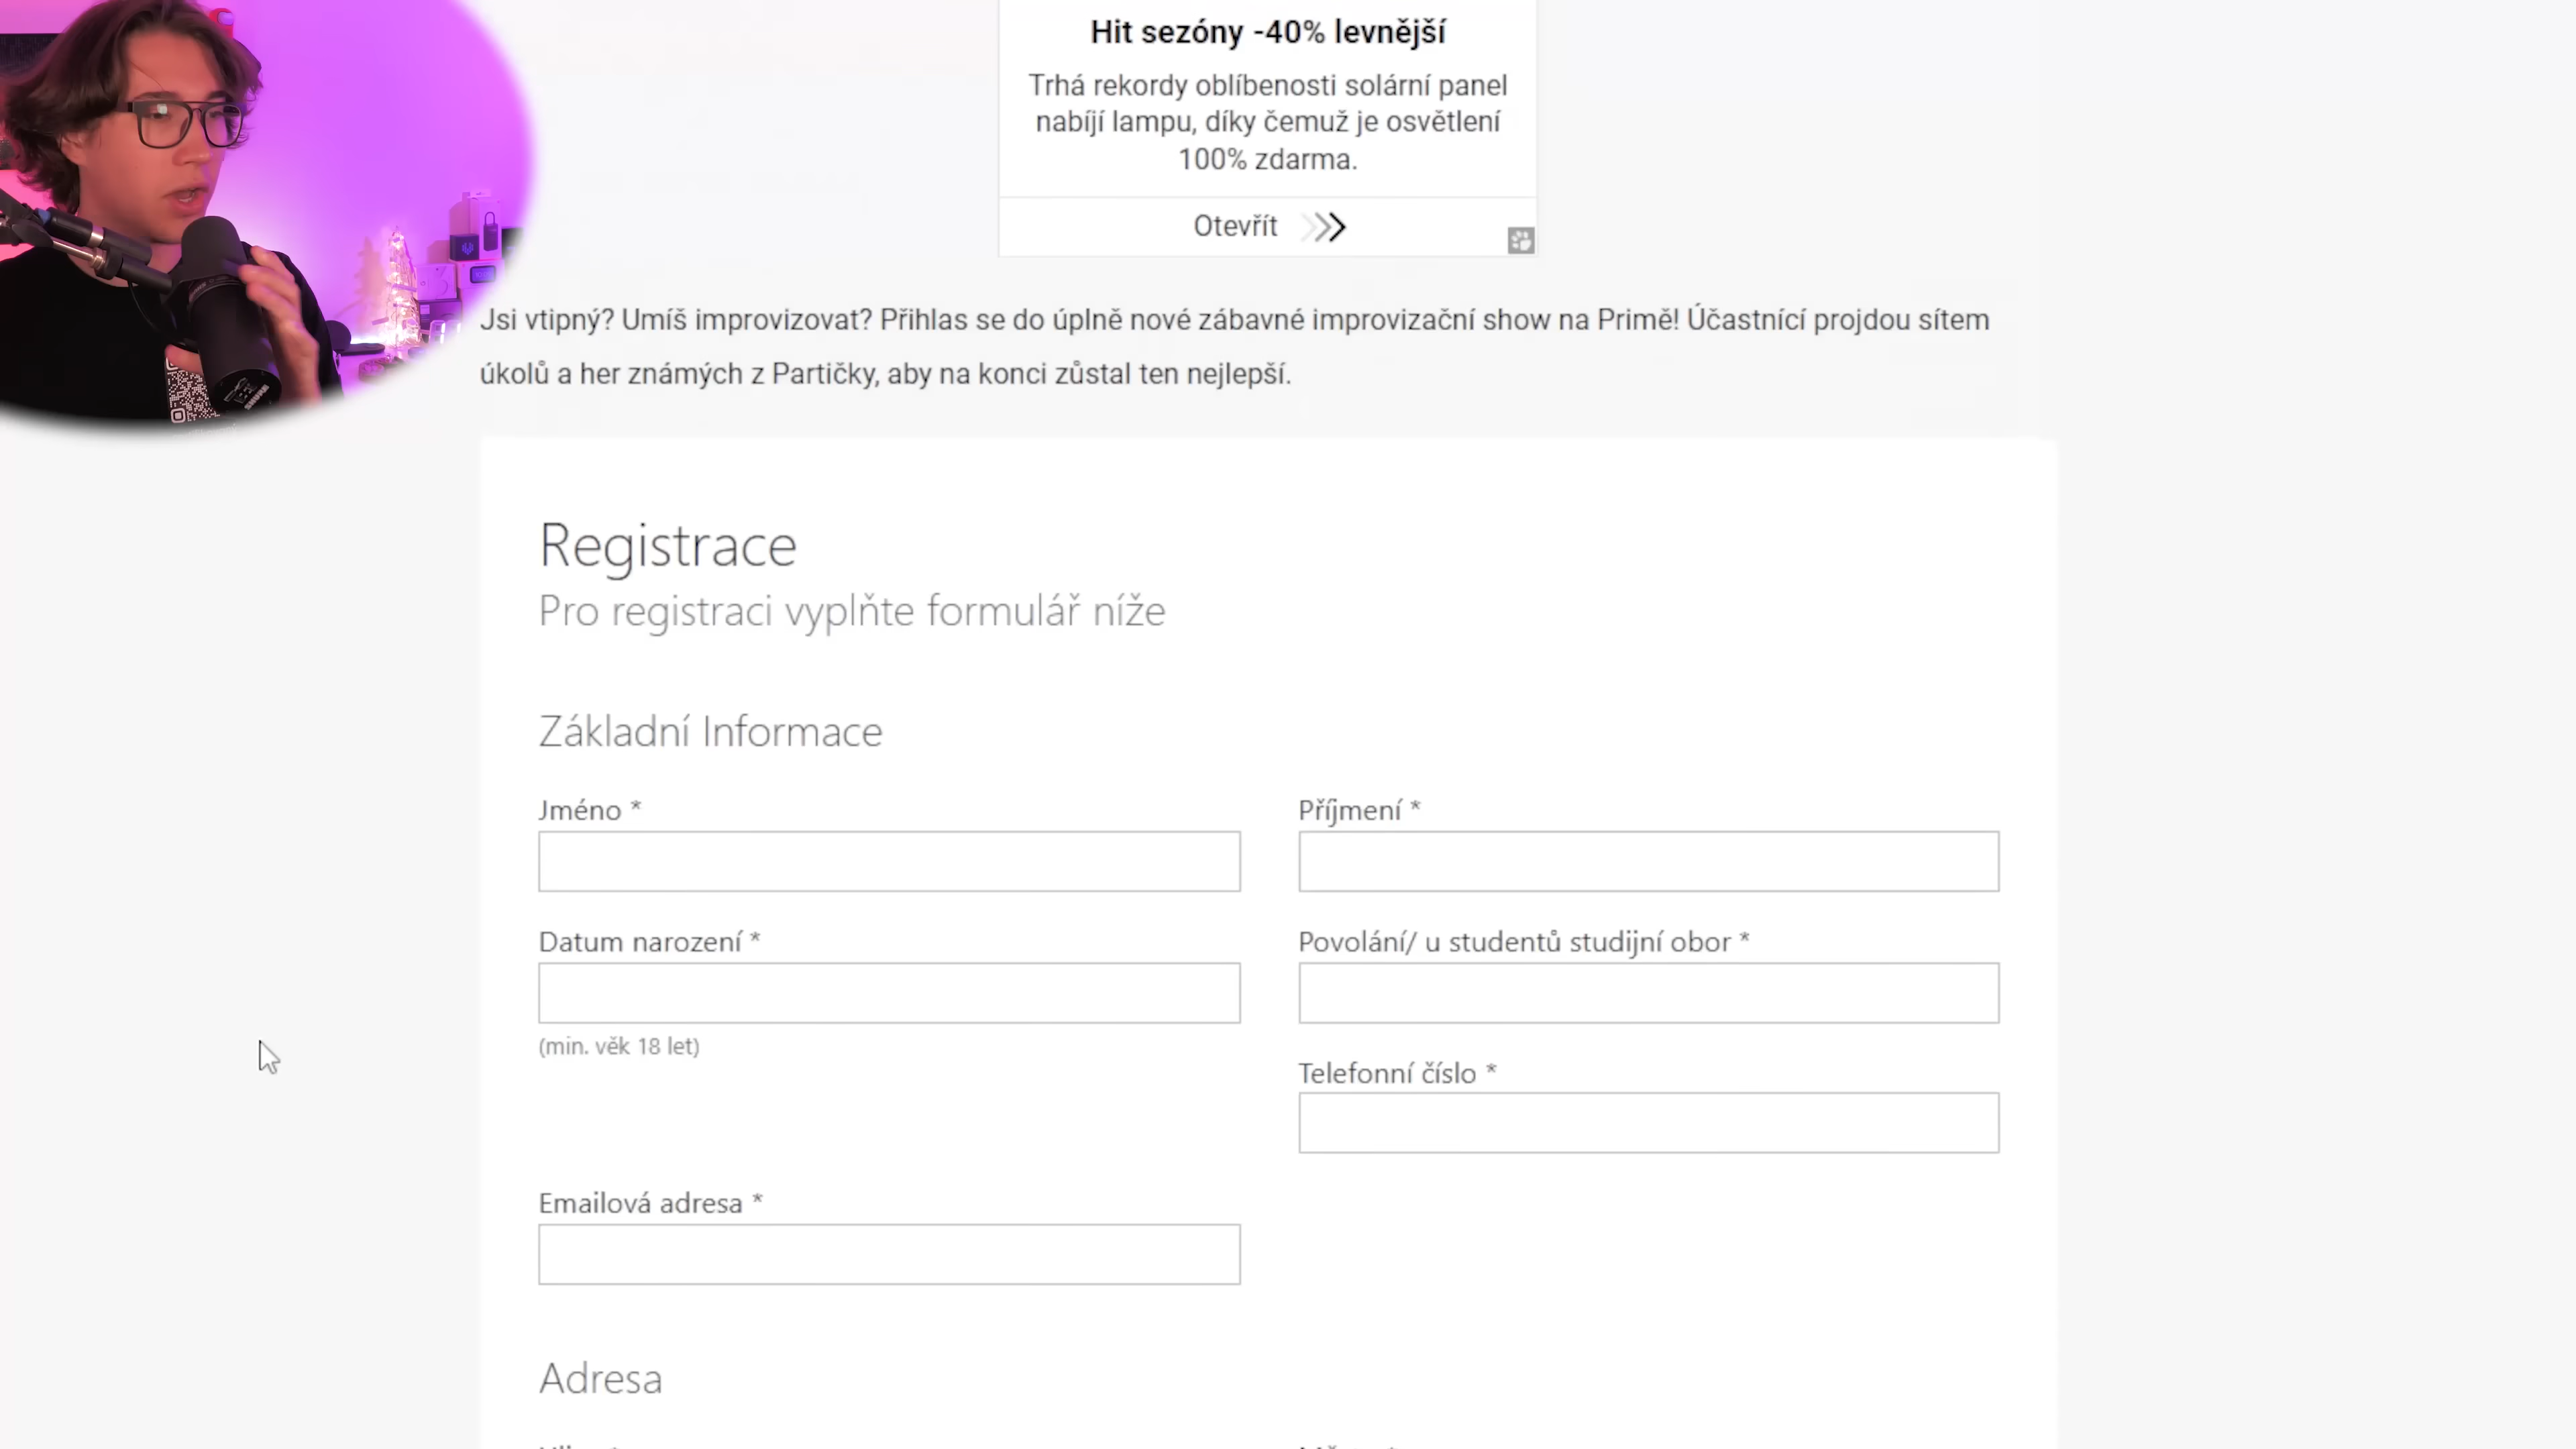 Hit sezóny -40% levnější
Trhá rekordy oblíbenosti solární panel
nabíjí lampu, díky čemuž je osvětlení
100% zdarma.
Otevřít
Jsi vtipný? Umíš improvizovat? Přihlas se do úplně nové zábavné improvizační show na Primě! Účastnící projdou sítem
úkolů a her známých z Partičky, aby na konci zůstal ten nejlepší.
Registrace
Pro registraci vyplňte formulář níže
Základní Informace
Jméno *
Příjmení *
Datum narození *
Povolání/ u studentů studijní obor *
(min. věk 18 let)
Telefonní číslo *
Emailová adresa *
Adresa